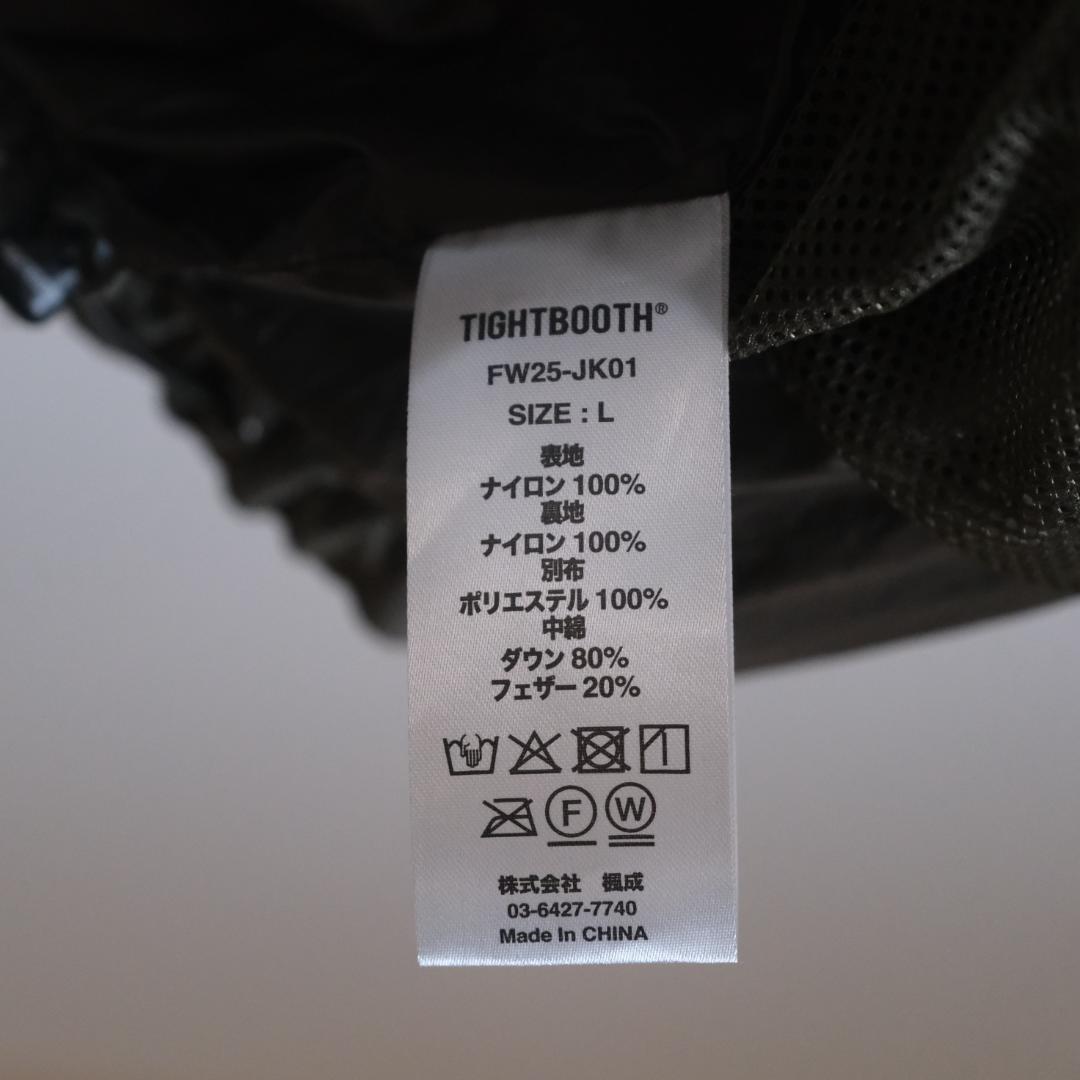 TIGHTBOOTH®
FW25-JK01
SIZE : L
表地
ナイロン 100%
裏地
ナイロン 100%
別布
ポリエステル 100%
中綿
ダウン 80%
フェザー 20%
F W
株式会社 楓成
03-6427-7740
Made In CHINA